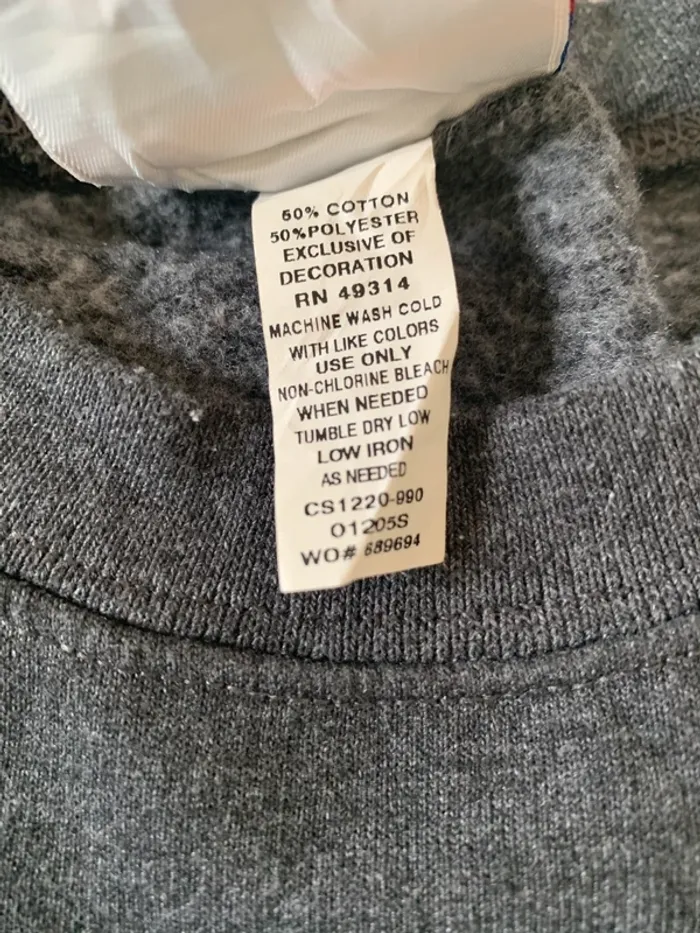 50% COTTON
50%POLYESTER
EXCLUSIVE OF
DECORATION
RN 49314
MACHINE WASH COLD
WITH LIKE COLORS
USE ONLY
NON-CHLORINE BLEACH
WHEN NEEDED
TUMBLE DRY LOW
LOW IRON
AS NEEDED
CS1220-990
01205S
WO# 689694